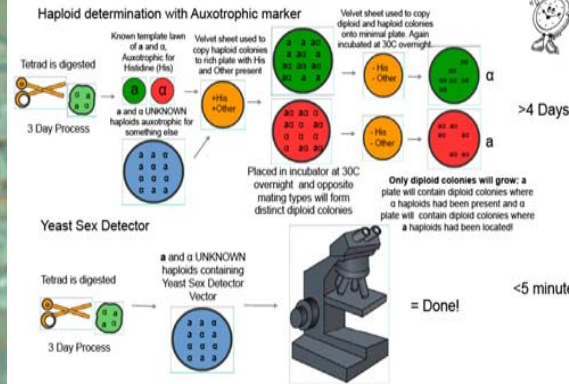 Haploid determination with Auxotrophic marker
Tetrad is digested
3 Day Process
a α
a α
Known template lawn
of a and α,
Auxotrophic for
Histidine (His)
a
α
a and α UNKNOWN
haploids auxotrophic for
something else
Velvet sheet used to
copy haploid colonies
to rich plate with His
and Other present
+His
+Other
Placed in incubator at 30C
overnight and opposite
mating types will form
distinct diploid colonies
Velvet sheet used to copy
diploid and haploid colonies
onto minimal plate. Again
incubated at 30C overnight
- His
- Other
- His
- Other
α
a
>4 Days
Only diploid colonies will grow: a
plate will contain diploid colonies where
α haploids had been present and α
plate will contain diploid colonies where
a haploids had been located!
Yeast Sex Detector
Tetrad is digested
3 Day Process
a and α UNKNOWN
haploids containing
Yeast Sex Detector
Vector
= Done!
<5 minute